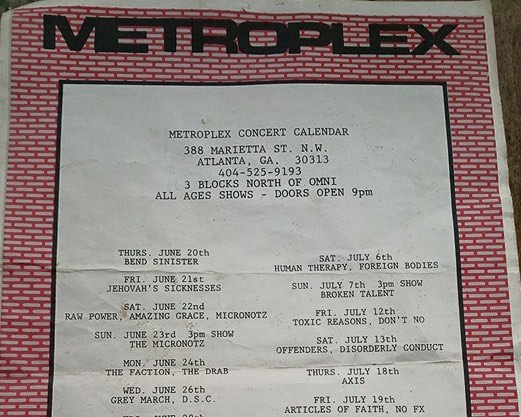 METROPLEX
METROPLEX CONCERT CALENDAR
388 MARIETTA ST. N.W.
ATLANTA, GA. 30313
404-525-9193
3 BLOCKS NORTH OF OMNI
ALL AGES SHOWS - DOORS OPEN 9pm
THURS. JUNE 20th
BEND SINISTER
FRI. JUNE 21st
JEHOVAH'S SICKNESSES
SAT. JUNE 22nd
RAW POWER, AMAZING GRACE, MICRONOTZ
SUN. JUNE 23rd 3pm SHOW
THE MICRONOTZ
MON. JUNE 24th
THE FACTION, THE DRAB
WED. JUNE 26th
GREY MARCH, D.S.C.
SAT. JULY 6th
HUMAN THERAPY, FOREIGN BODIES
SUN. JULY 7th 3pm SHOW
BROKEN TALENT
FRI. JULY 12th
TOXIC REASONS, DON'T NO
SAT. JULY 13th
OFFENDERS, DISORDERLY CONDUCT
THURS. JULY 18th
AXIS
FRI. JULY 19th
ARTICLES OF FAITH, NO FX